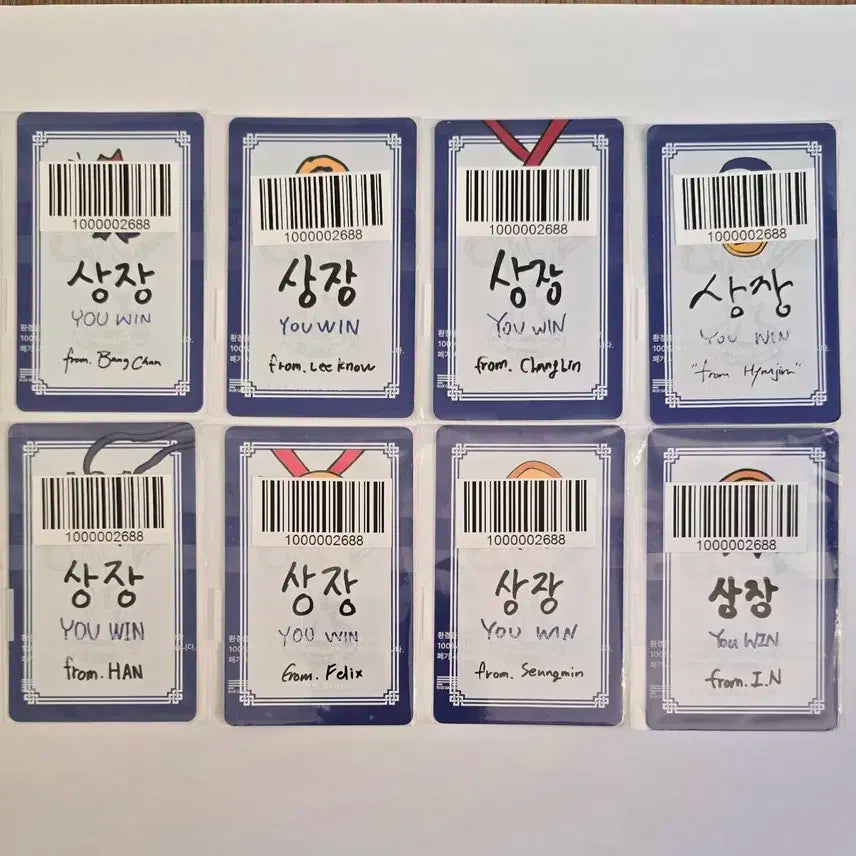 1000002688
상장
YOU WIN
from. Bang Chan
1000002688
상장
YOU WIN
from. Lee know
1000002688
상장
YOU WIN
from. Changbin
1000002688
상장
YOU WIN
"from Hyunjin"
1000002688
상장
YOU WIN
from. HAN
1000002688
상장
YOU WIN
from. Felix
1000002688
상장
YOU WIN
from. Seungmin
1000002688
상장
You WIN
from. I.N